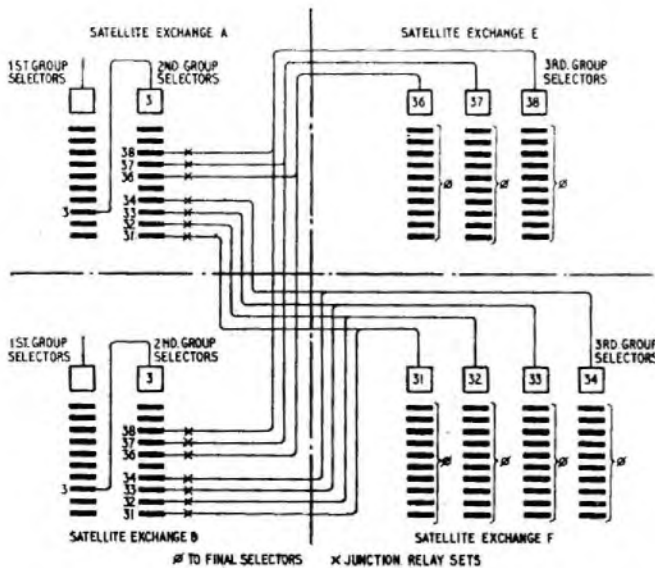 SATELLITE EXCHANGE A
SATELLITE EXCHANGE E
1ST GROUP
SELECTORS
2ND. GROUP
SELECTORS
3
36
37
38
3RD. GROUP
SELECTORS
38
37
36
34
33
32
31
3
Ø
Ø
Ø
1ST. GROUP
SELECTORS
2ND. GROUP
SELECTORS
3
31
32
33
34
3RD. GROUP
SELECTORS
38
37
36
34
33
32
31
3
Ø
Ø
Ø
Ø
SATELLITE EXCHANGE B
SATELLITE EXCHANGE F
Ø TO FINAL SELECTORS
X JUNCTION RELAY SETS